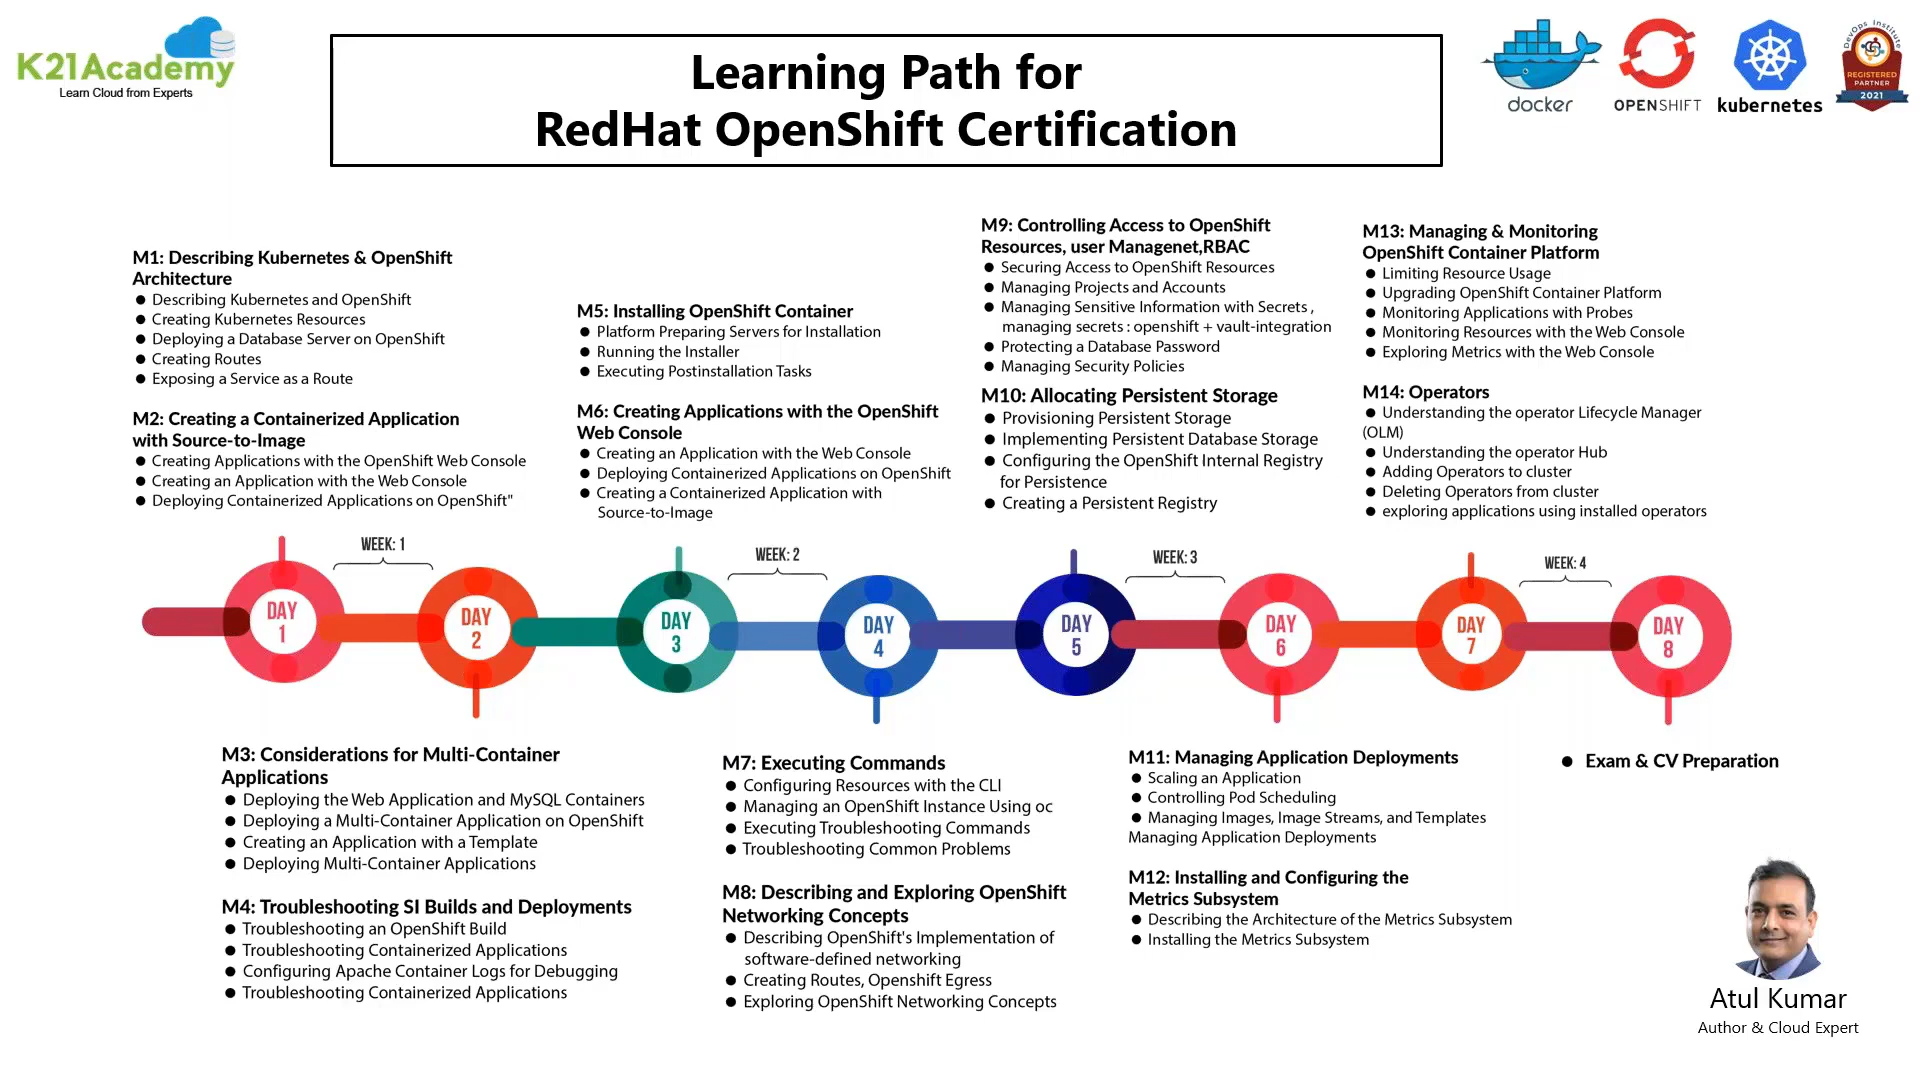 K21Academy
Learn Cloud from Experts
Learning Path for
RedHat OpenShift Certification
docker
OPENSHIFT
kubernetes
DevOps Institute
REGISTERED
PARTNER
2021
M1: Describing Kubernetes & OpenShift
Architecture
● Describing Kubernetes and OpenShift
● Creating Kubernetes Resources
● Deploying a Database Server on OpenShift
● Creating Routes
● Exposing a Service as a Route
M2: Creating a Containerized Application
with Source-to-Image
● Creating Applications with the OpenShift Web Console
● Creating an Application with the Web Console
● Deploying Containerized Applications on OpenShift"
M5: Installing OpenShift Container
● Platform Preparing Servers for Installation
● Running the Installer
● Executing Postinstallation Tasks
M6: Creating Applications with the OpenShift
Web Console
● Creating an Application with the Web Console
● Deploying Containerized Applications on OpenShift
● Creating a Containerized Application with
Source-to-Image
M9: Controlling Access to OpenShift
Resources, user Managenet,RBAC
● Securing Access to OpenShift Resources
● Managing Projects and Accounts
● Managing Sensitive Information with Secrets ,
managing secrets : openshift + vault-integration
● Protecting a Database Password
● Managing Security Policies
M10: Allocating Persistent Storage
● Provisioning Persistent Storage
● Implementing Persistent Database Storage
● Configuring the OpenShift Internal Registry
for Persistence
● Creating a Persistent Registry
M13: Managing & Monitoring
OpenShift Container Platform
● Limiting Resource Usage
● Upgrading OpenShift Container Platform
● Monitoring Applications with Probes
● Monitoring Resources with the Web Console
● Exploring Metrics with the Web Console
M14: Operators
● Understanding the operator Lifecycle Manager
(OLM)
● Understanding the operator Hub
● Adding Operators to cluster
● Deleting Operators from cluster
● exploring applications using installed operators
WEEK: 1
WEEK: 2
WEEK: 3
WEEK: 4
DAY
1
DAY
2
DAY
3
DAY
4
DAY
5
DAY
6
DAY
7
DAY
8
M3: Considerations for Multi-Container
Applications
● Deploying the Web Application and MySQL Containers
● Deploying a Multi-Container Application on OpenShift
● Creating an Application with a Template
● Deploying Multi-Container Applications
M4: Troubleshooting SI Builds and Deployments
● Troubleshooting an OpenShift Build
● Troubleshooting Containerized Applications
● Configuring Apache Container Logs for Debugging
● Troubleshooting Containerized Applications
M7: Executing Commands
● Configuring Resources with the CLI
● Managing an OpenShift Instance Using oc
● Executing Troubleshooting Commands
● Troubleshooting Common Problems
M8: Describing and Exploring OpenShift
Networking Concepts
● Describing OpenShift's Implementation of
software-defined networking
● Creating Routes, Openshift Egress
● Exploring OpenShift Networking Concepts
M11: Managing Application Deployments
● Scaling an Application
● Controlling Pod Scheduling
● Managing Images, Image Streams, and Templates
Managing Application Deployments
M12: Installing and Configuring the
Metrics Subsystem
● Describing the Architecture of the Metrics Subsystem
● Installing the Metrics Subsystem
● Exam & CV Preparation
Atul Kumar
Author & Cloud Expert